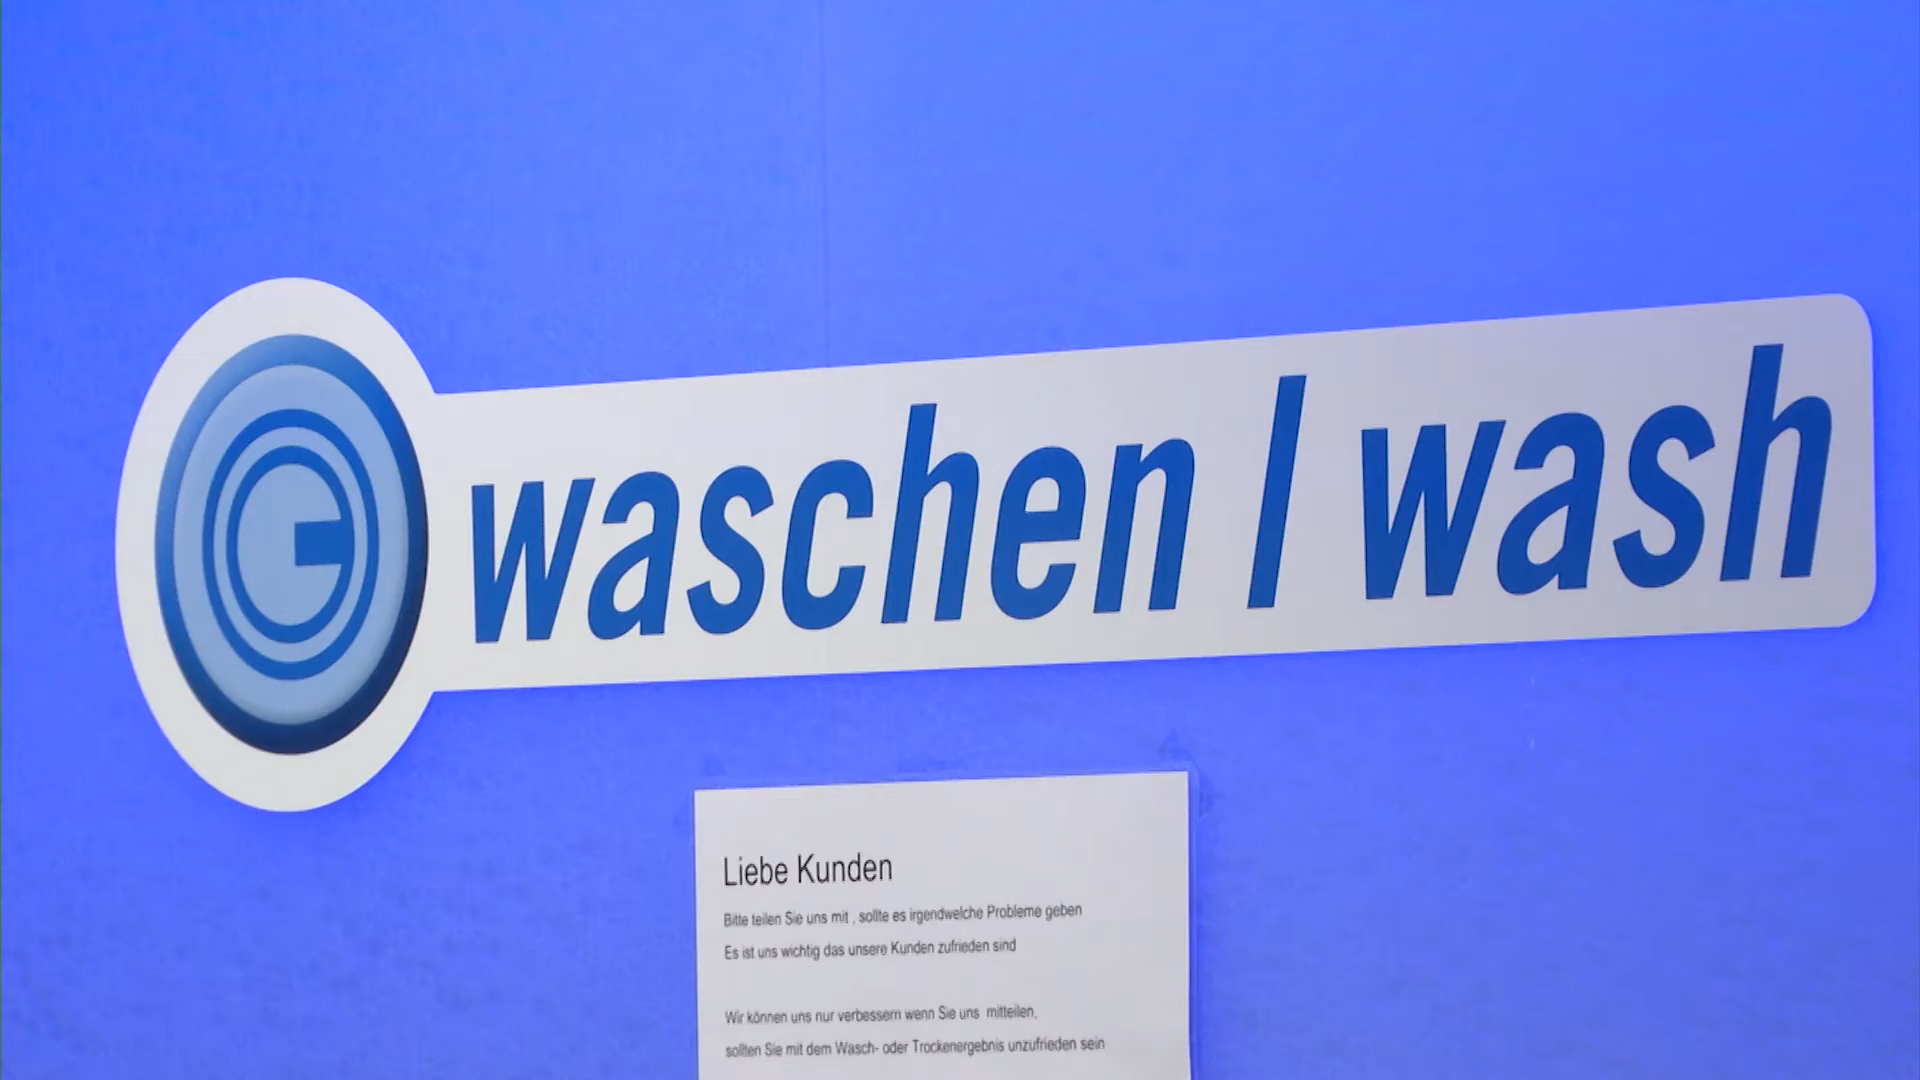 waschen / wash
Liebe Kunden
Bitte teilen Sie uns mit , sollte es irgendwelche Probleme geben
Es ist uns wichtig das unsere Kunden zufrieden sind
Wir können uns nur verbessern wenn Sie uns mitteilen,
sollten Sie mit dem Wasch- oder Trockenergebnis unzufrieden sein